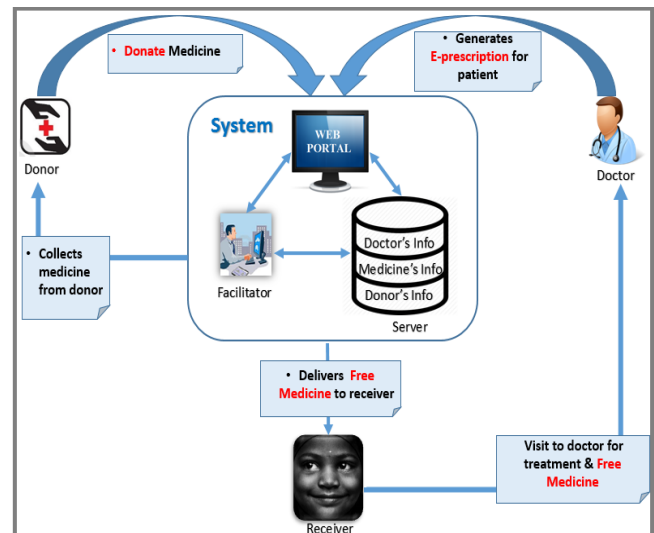 • Donate Medicine
• Generates
E-prescription for
patient
System
WEB
PORTAL
Donor
Doctor
• Collects
medicine
from donor
Facilitator
Doctor's Info
Medicine's Info
Donor's Info
Server
• Delivers Free
Medicine to receiver
Visit to doctor for
treatment & Free
Medicine
Receiver